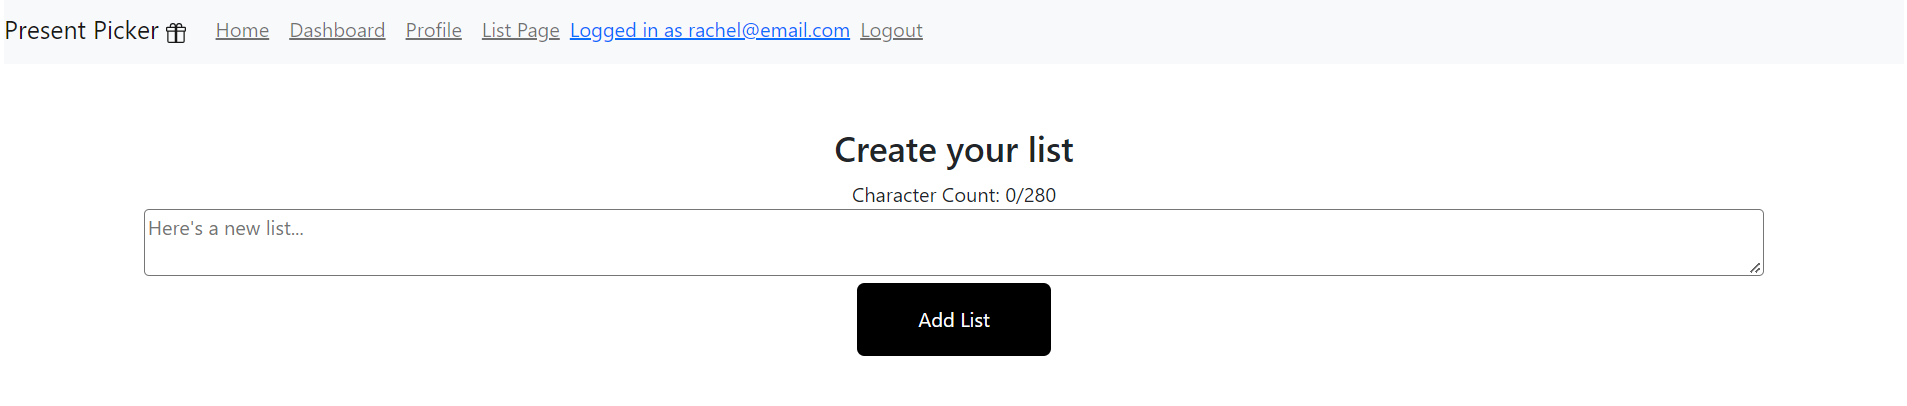 Present Picker Home Dashboard Profile List Page Logged in as rachel@email.com Logout
Create your list
Character Count: 0/280
Here's a new list...
Add List